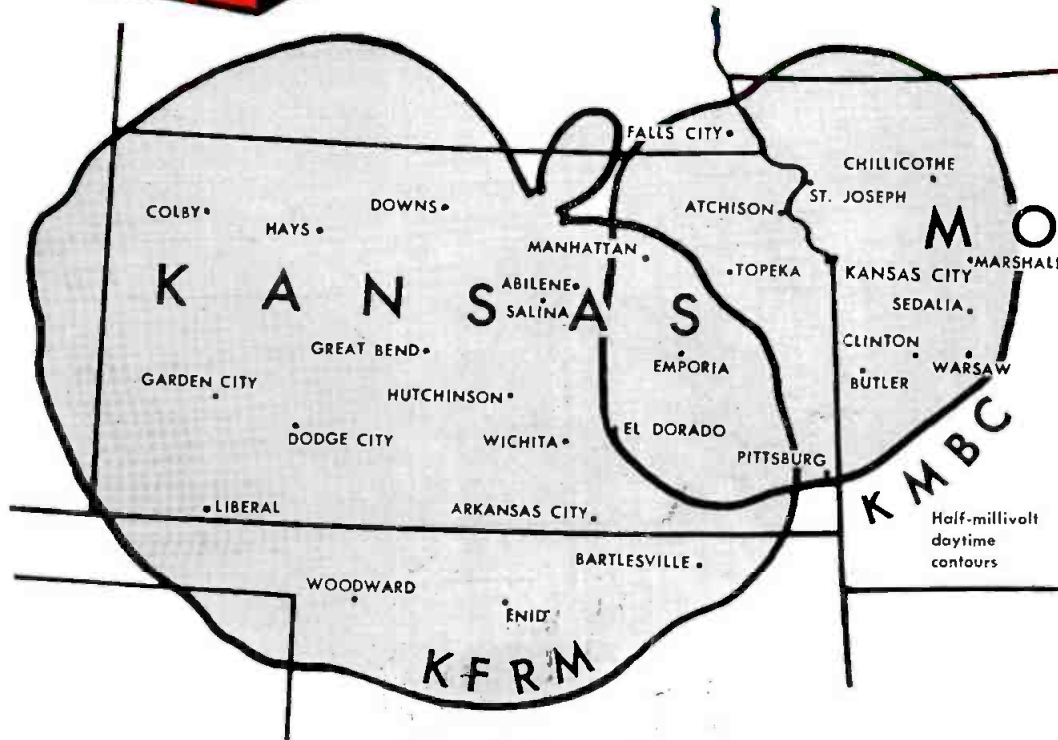 FALLS CITY
CHILLICOTHE
ST. JOSEPH
COLBY
DOWNS
ATCHISON
HAYS
M O
MANHATTAN
MARSHALL
TOPEKA
KANSAS CITY
K A N S A S
ABILENE
SALINA
SEDALIA
GREAT BEND
CLINTON
EMPORIA
WARSAW
GARDEN CITY
BUTLER
HUTCHINSON
DODGE CITY
WICHITA
EL DORADO
PITTSBURG
KMBC
LIBERAL
ARKANSAS CITY
Half-millivolt
daytime
contours
BARTLESVILLE
WOODWARD
ENID
KFRM